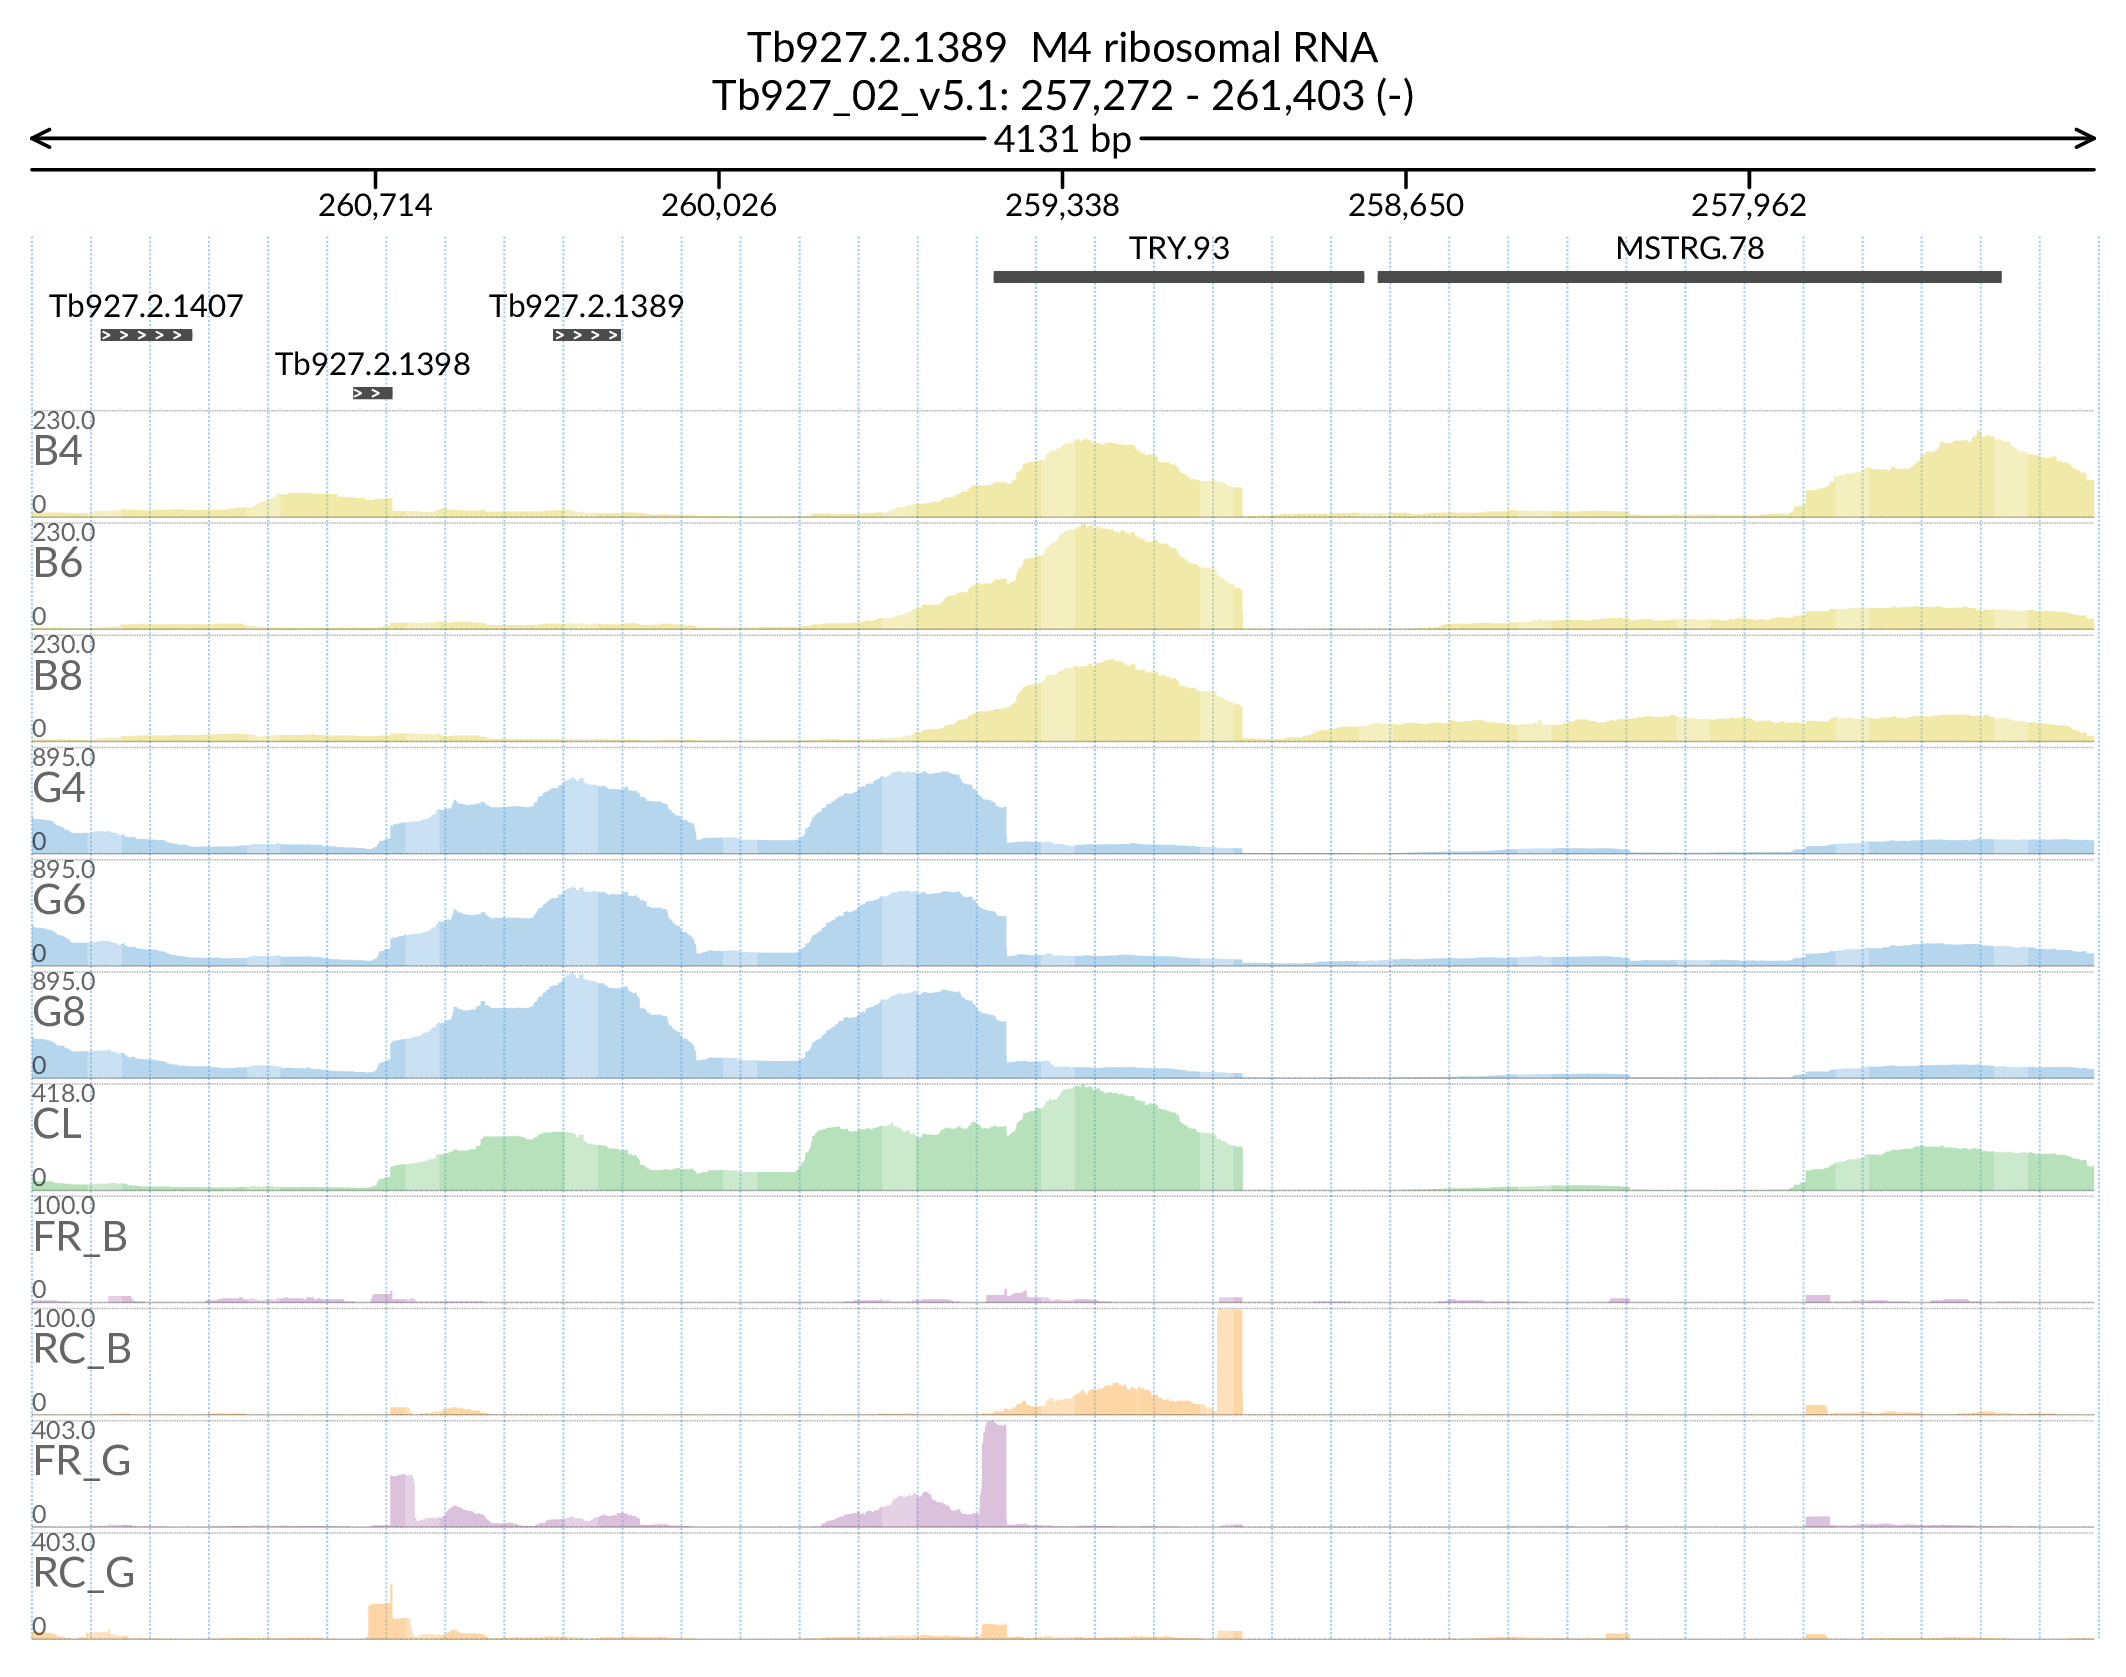 Tb927.2.1389  M4 ribosomal RNA
Tb927_02_v5.1: 257,272 - 261,403 (-)
4131 bp
260,714 260,026 259,338 258,650 257,962
TRY.93 MSTRG.78
Tb927.2.1407 Tb927.2.1389
Tb927.2.1398
230.0
B4
0
230.0
B6
0
230.0
B8
0
895.0
G4
0
895.0
G6
0
895.0
G8
0
418.0
CL
0
100.0
FR_B
0
100.0
RC_B
0
403.0
FR_G
0
403.0
RC_G
0